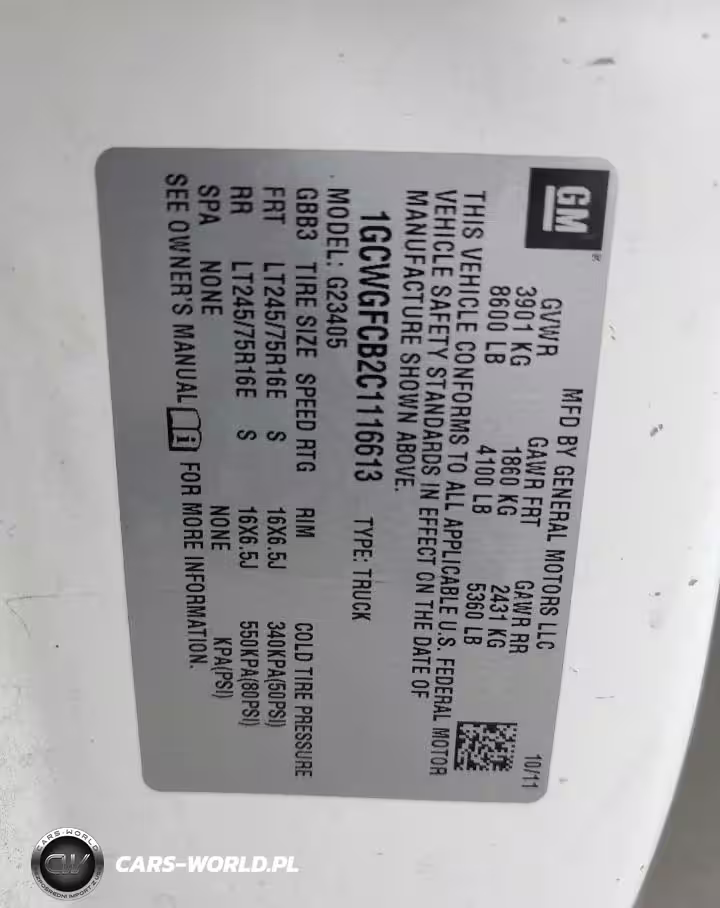 GM
MFD BY GENERAL MOTORS LLC 10/11
GVWR GAWR FRT GAWR RR
3901 KG 1860 KG 2431 KG
8600 LB 4100 LB 5360 LB
THIS VEHICLE CONFORMS TO ALL APPLICABLE U.S. FEDERAL MOTOR
VEHICLE SAFETY STANDARDS IN EFFECT ON THE DATE OF
MANUFACTURE SHOWN ABOVE.
1GCWGFCB2C1116613 TYPE: TRUCK
MODEL: G23405
GBB3 TIRE SIZE SPEED RTG RIM COLD TIRE PRESSURE
FRT LT245/75R16E S 16X6.5J 340KPA(50PSI)
RR LT245/75R16E S 16X6.5J 550KPA(80PSI)
SPA NONE NONE KPA(PSI)
SEE OWNER'S MANUAL i FOR MORE INFORMATION.
CARS-WORLD
CW
CARS-WORLD.PL